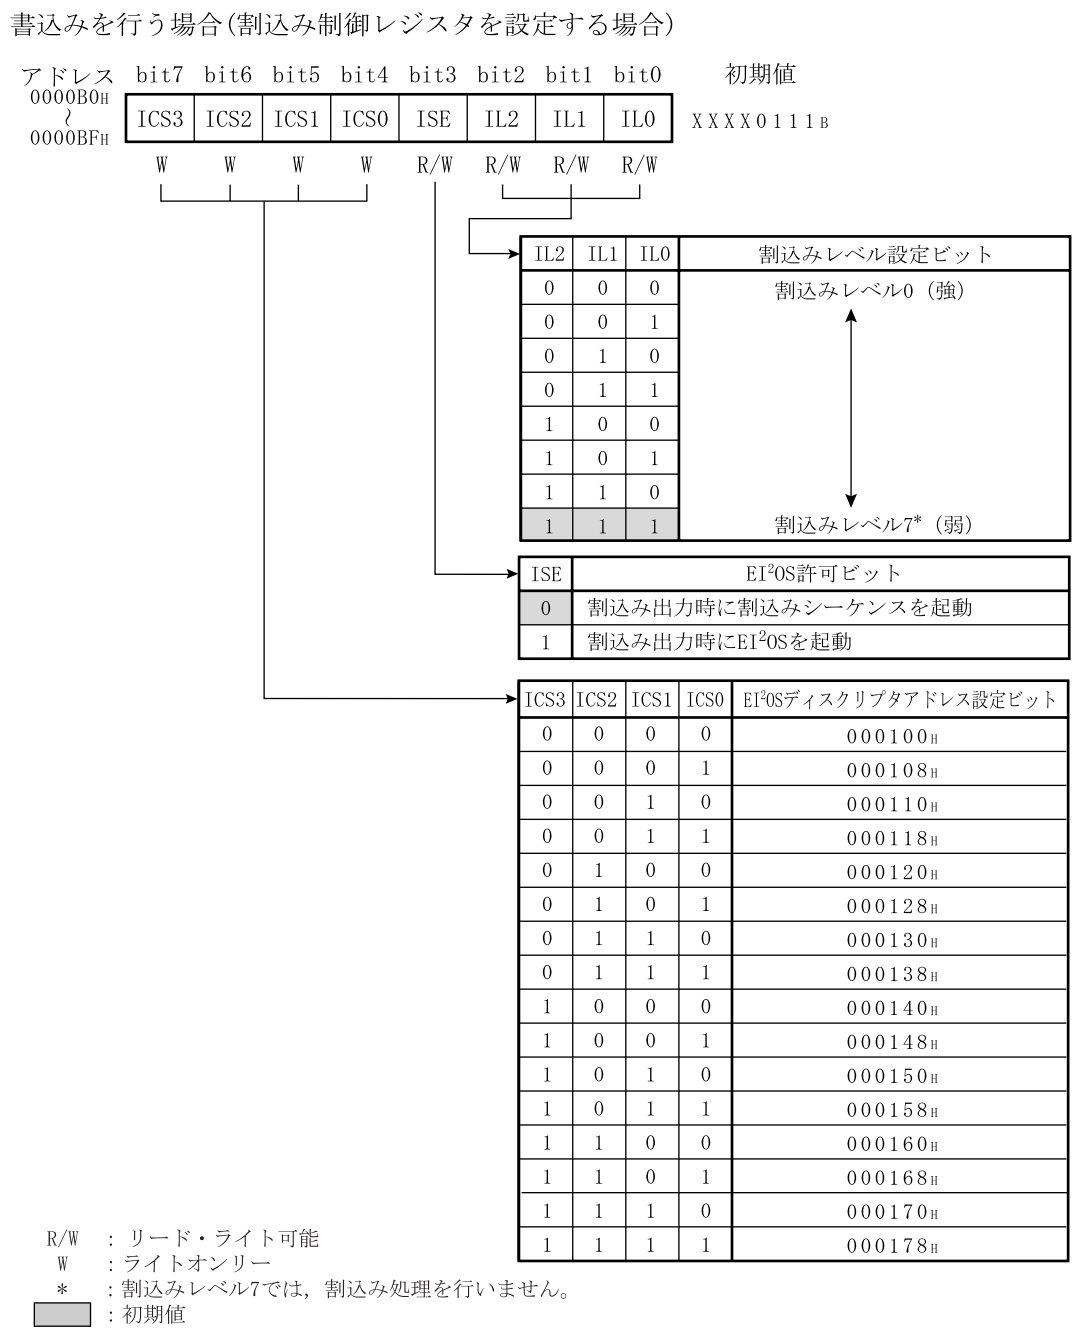 書込みを行う場合(割込み制御レジスタを設定する場合)
アドレス bit7 bit6 bit5 bit4 bit3 bit2 bit1 bit0 初期値
0000B0H
〜
0000BFH
ICS3 ICS2 ICS1 ICS0 ISE IL2 IL1 IL0 XXXX0111B
W W W W R/W R/W R/W R/W
IL2 IL1 IL0 割込みレベル設定ビット
0 0 0 割込みレベル0 (強)
0 0 1
0 1 0
0 1 1
1 0 0
1 0 1
1 1 0
1 1 1 割込みレベル7* (弱)
ISE EI²OS許可ビット
0 割込み出力時に割込みシーケンスを起動
1 割込み出力時にEI²OSを起動
ICS3 ICS2 ICS1 ICS0 EI²OSディスクリプタアドレス設定ビット
0 0 0 0 000100H
0 0 0 1 000108H
0 0 1 0 000110H
0 0 1 1 000118H
0 1 0 0 000120H
0 1 0 1 000128H
0 1 1 0 000130H
0 1 1 1 000138H
1 0 0 0 000140H
1 0 0 1 000148H
1 0 1 0 000150H
1 0 1 1 000158H
1 1 0 0 000160H
1 1 0 1 000168H
1 1 1 0 000170H
1 1 1 1 000178H
R/W : リード・ライト可能
W : ライトオンリー
* : 割込みレベル7では, 割込み処理を行いません。
: 初期値